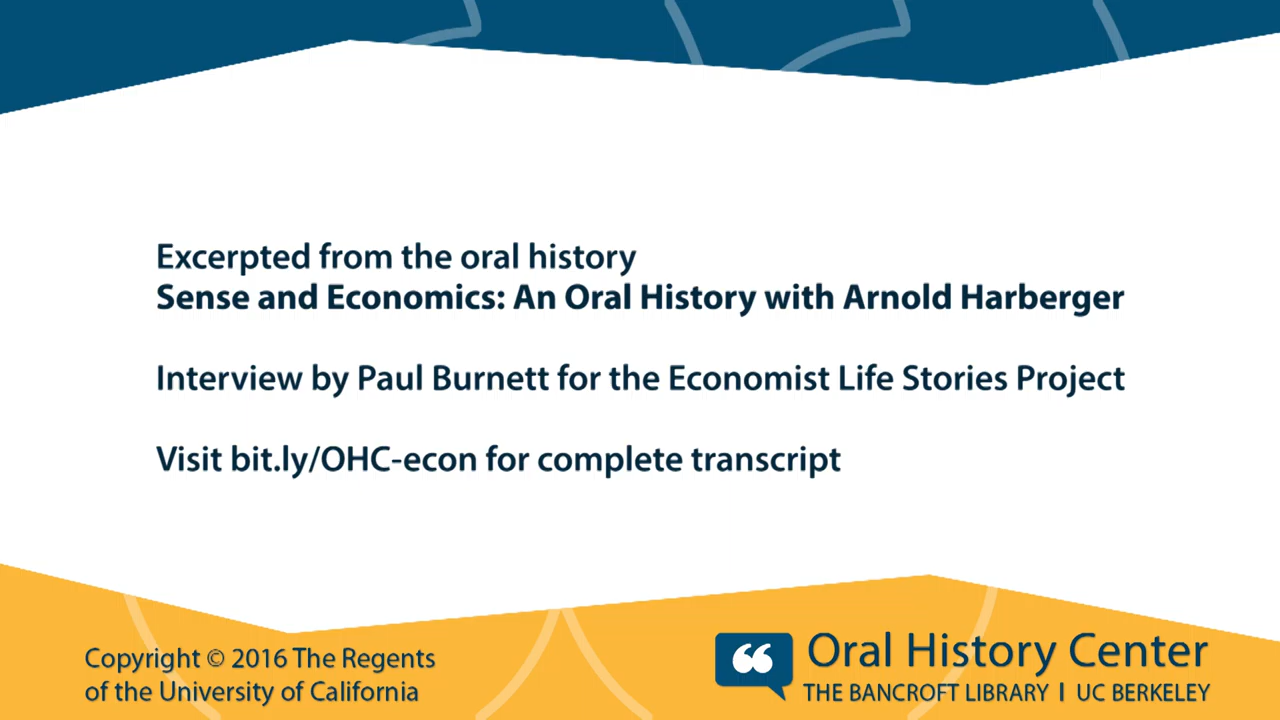 Excerpted from the oral history
Sense and Economics: An Oral History with Arnold Harberger
Interview by Paul Burnett for the Economist Life Stories Project
Visit bit.ly/OHC-econ for complete transcript
Copyright © 2016 The Regents
of the University of California
Oral History Center
THE BANCROFT LIBRARY | UC BERKELEY